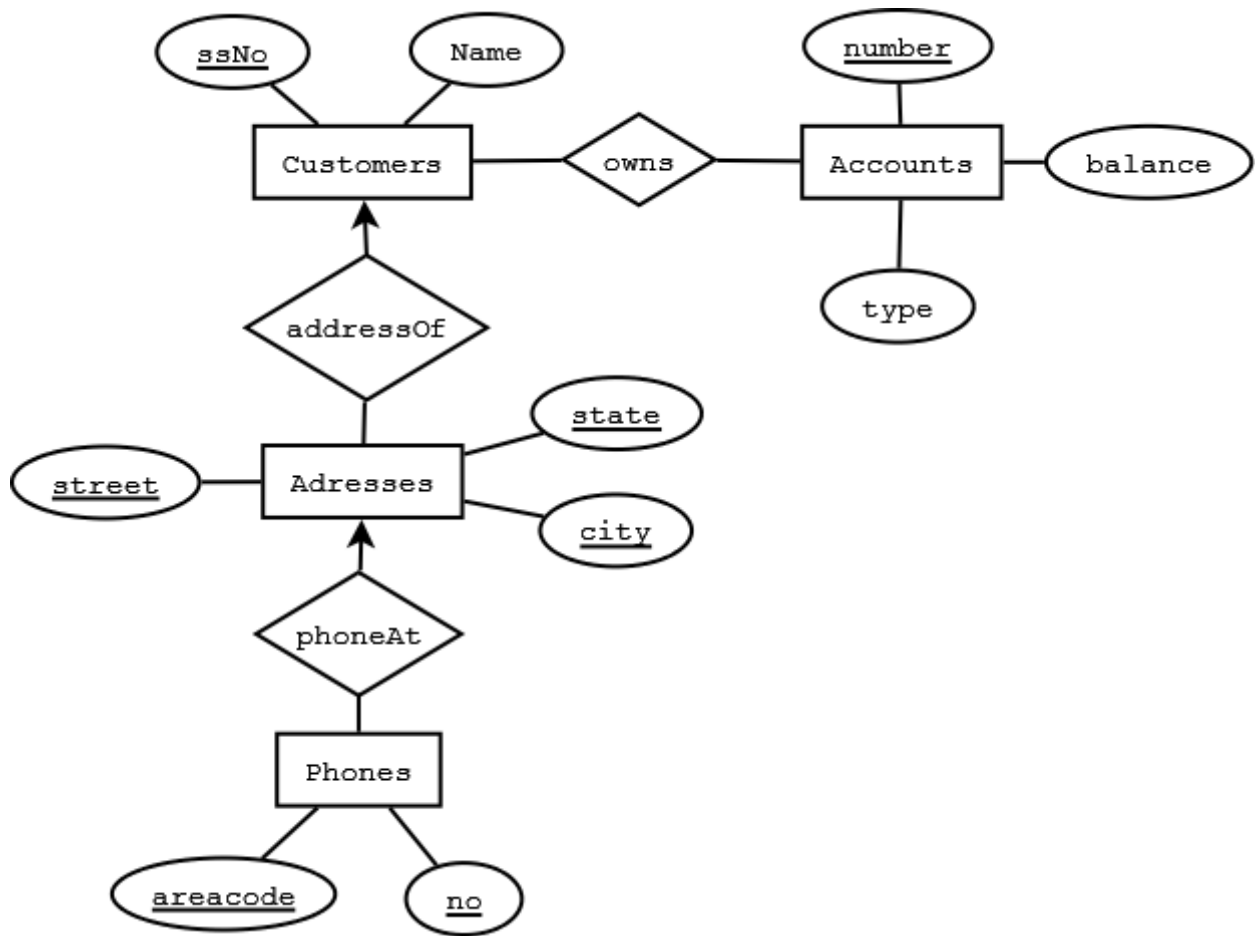 ssNo
Name
number
Customers
owns
Accounts
balance
type
addressOf
state
street
Adresses
city
phoneAt
Phones
areacode
no